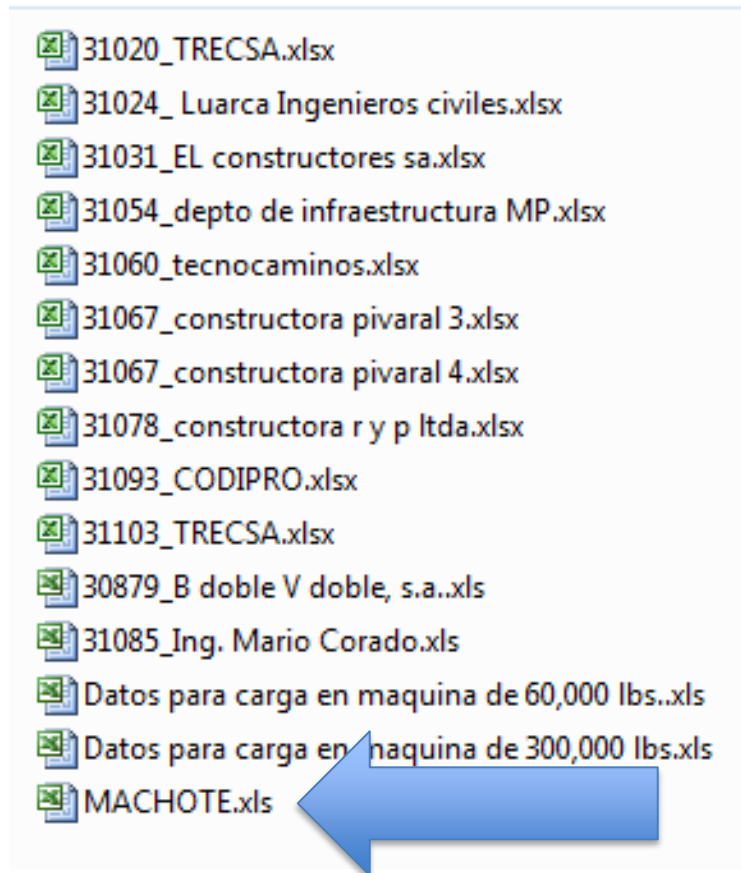 31020_TRECSA.xlsx
31024_ Luarca Ingenieros civiles.xlsx
31031_EL constructores sa.xlsx
31054_depto de infraestructura MP.xlsx
31060_tecnocaminos.xlsx
31067_constructora pivaral 3.xlsx
31067_constructora pivaral 4.xlsx
31078_constructora r y p ltda.xlsx
31093_CODIPRO.xlsx
31103_TRECSA.xlsx
30879_B doble V doble, s.a..xls
31085_Ing. Mario Corado.xls
Datos para carga en maquina de 60,000 lbs..xls
Datos para carga en maquina de 300,000 lbs.xls
MACHOTE.xls